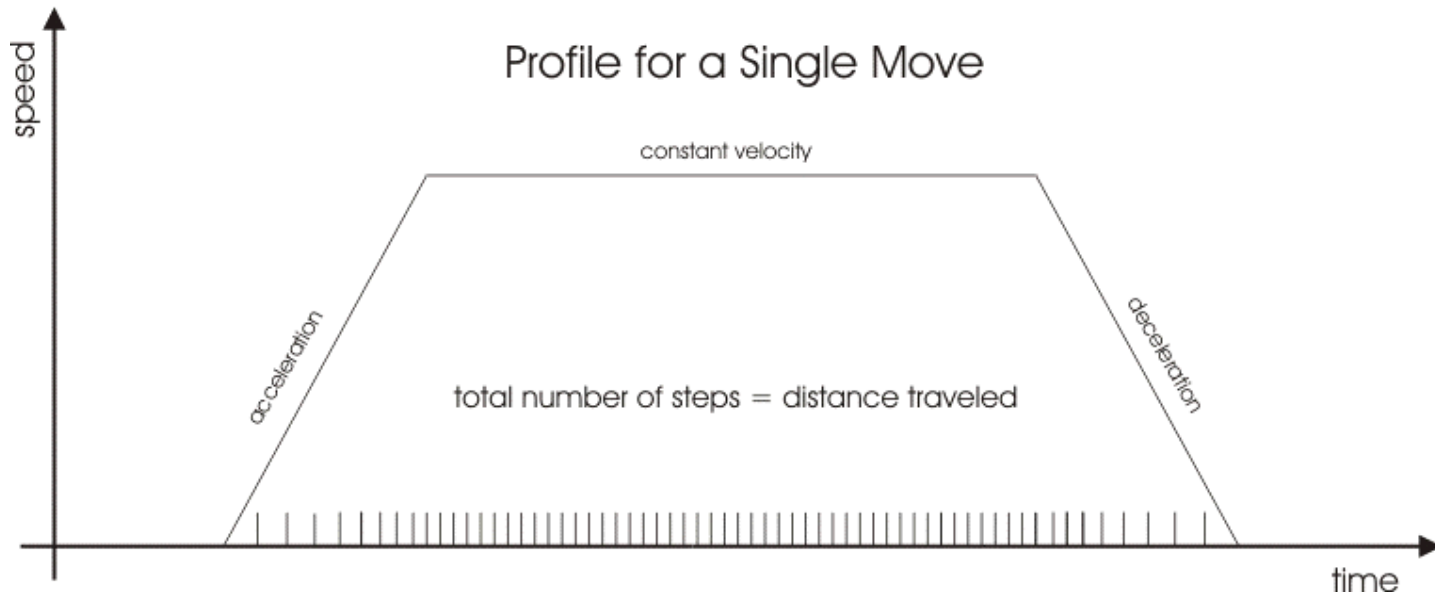 speed
Profile for a Single Move
constant velocity
acceleration
deceleration
total number of steps = distance traveled
time